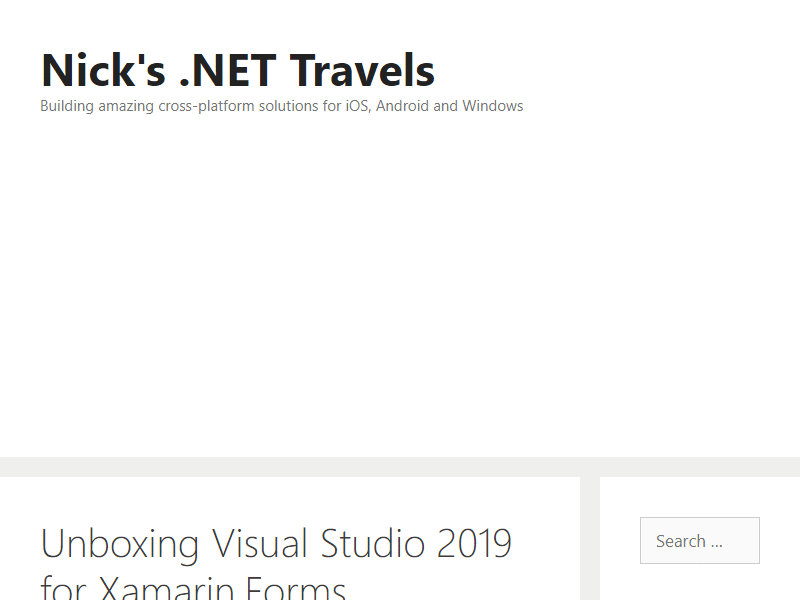 Nick's .NET Travels
Building amazing cross-platform solutions for iOS, Android and Windows
Unboxing Visual Studio 2019
for Xamarin Forms
Search ...